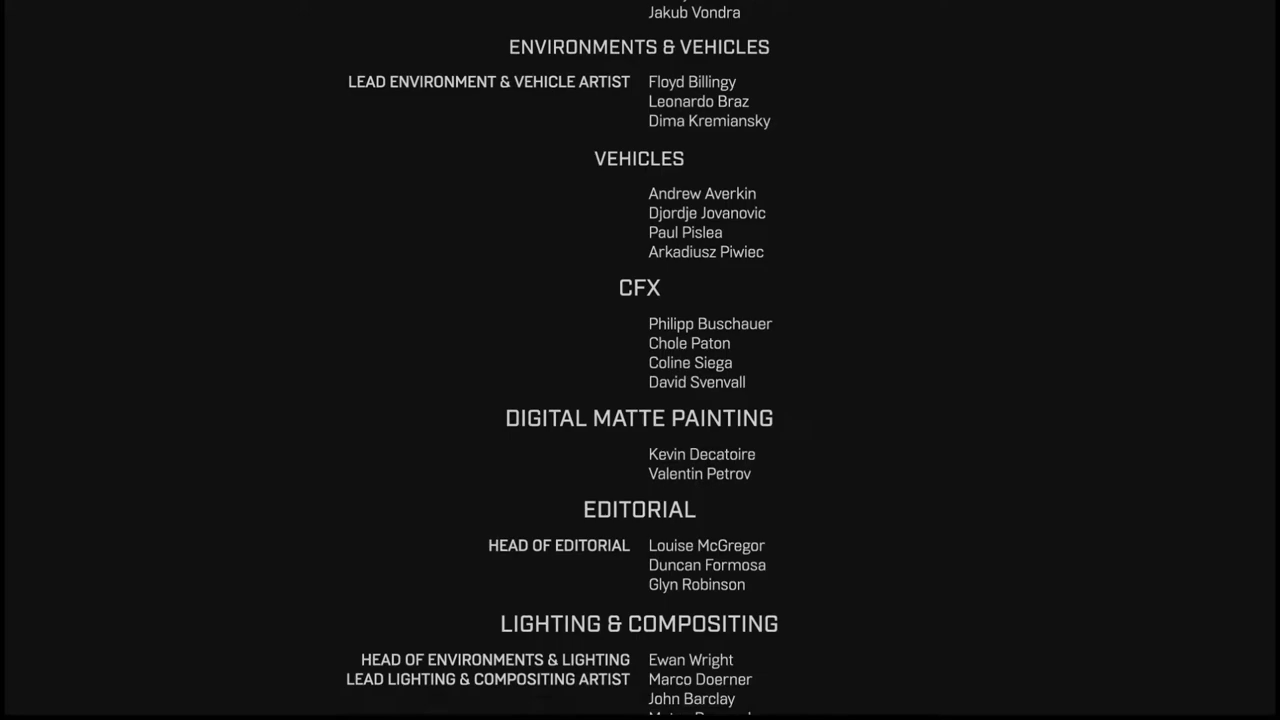 Jakub Vondra
ENVIRONMENTS & VEHICLES
LEAD ENVIRONMENT & VEHICLE ARTIST Floyd Billingy
Leonardo Braz
Dima Kremiansky
VEHICLES
Andrew Averkin
Djordje Jovanovic
Paul Pislea
Arkadiusz Piwiec
CFX
Philipp Buschauer
Chole Paton
Coline Siega
David Svenvall
DIGITAL MATTE PAINTING
Kevin Decatoire
Valentin Petrov
EDITORIAL
HEAD OF EDITORIAL Louise McGregor
Duncan Formosa
Glyn Robinson
LIGHTING & COMPOSITING
HEAD OF ENVIRONMENTS & LIGHTING Ewan Wright
LEAD LIGHTING & COMPOSITING ARTIST Marco Doerner
John Barclay